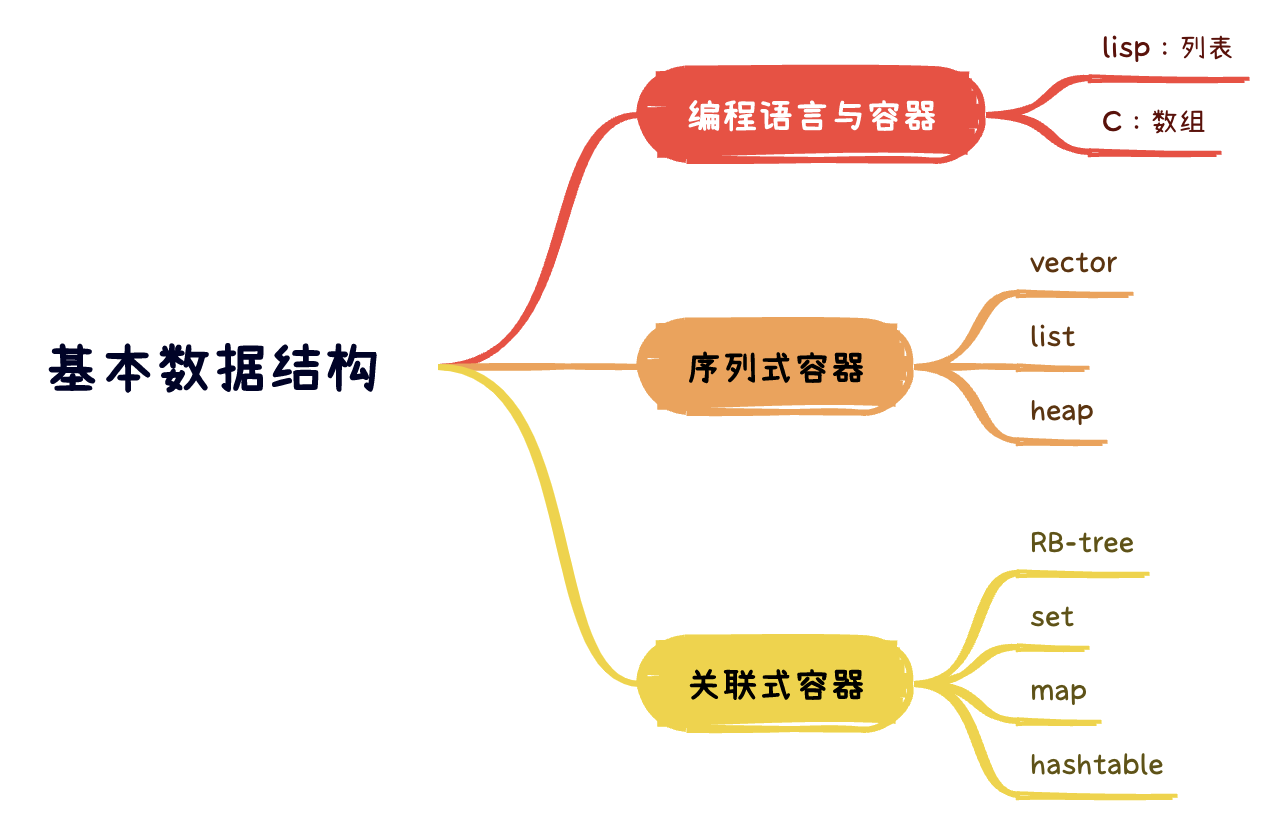 基本数据结构
编程语言与容器
lisp：列表
C：数组
序列式容器
vector
list
heap
关联式容器
RB-tree
set
map
hashtable